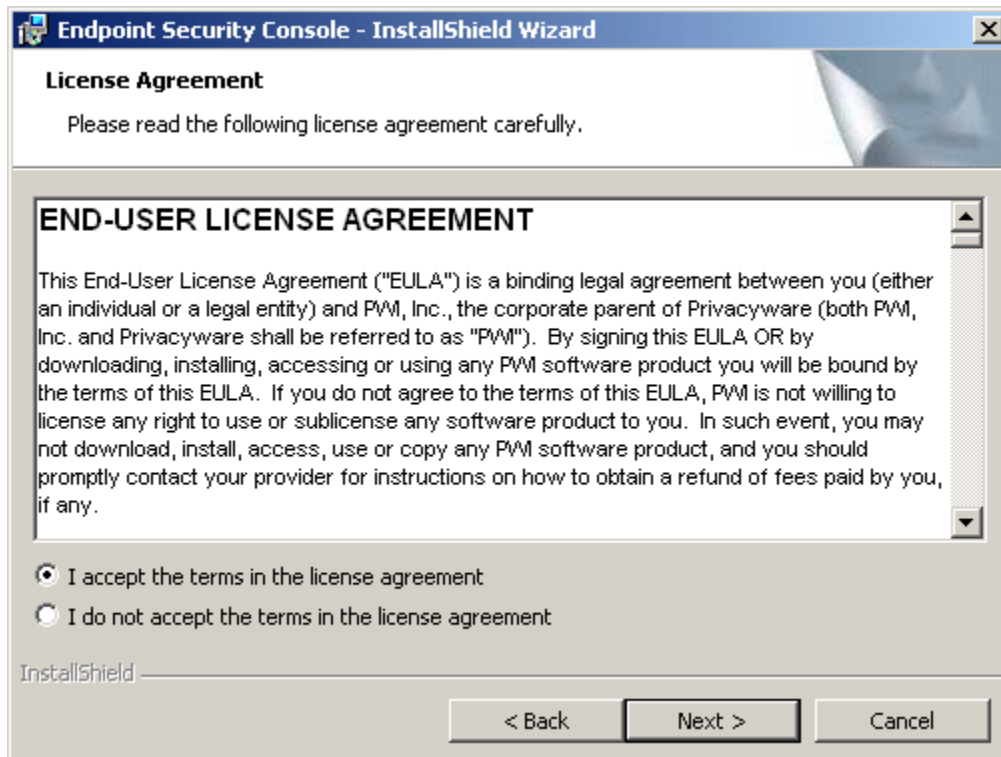 Endpoint Security Console - InstallShield Wizard
License Agreement
Please read the following license agreement carefully.
END-USER LICENSE AGREEMENT
This End-User License Agreement ("EULA") is a binding legal agreement between you (either
an individual or a legal entity) and PWI, Inc., the corporate parent of Privacyware (both PWI,
Inc. and Privacyware shall be referred to as "PWI").  By signing this EULA OR by
downloading, installing, accessing or using any PWI software product you will be bound by
the terms of this EULA.  If you do not agree to the terms of this EULA, PWI is not willing to
license any right to use or sublicense any software product to you.  In such event, you may
not download, install, access, use or copy any PWI software product, and you should
promptly contact your provider for instructions on how to obtain a refund of fees paid by you,
if any.
I accept the terms in the license agreement
I do not accept the terms in the license agreement
InstallShield
< Back
Next >
Cancel